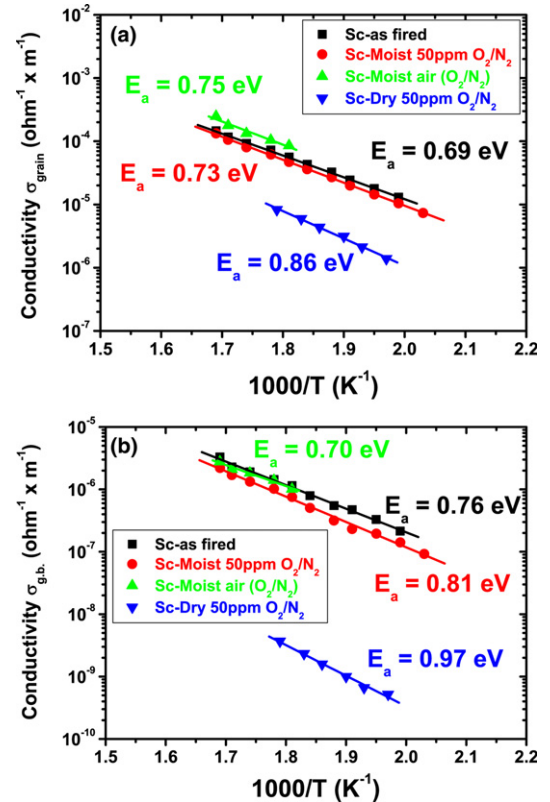 (a)
Sc-as fired
Sc-Moist 50ppm O₂/N₂
Sc-Moist air (O₂/N₂)
Sc-Dry 50ppm O₂/N₂
Eₐ = 0.75 eV
Eₐ = 0.69 eV
Eₐ = 0.73 eV
Eₐ = 0.86 eV
10⁻²
10⁻³
10⁻⁴
10⁻⁵
10⁻⁶
10⁻⁷
Conductivity σgrain (ohm⁻¹ x m⁻¹)
1.5 1.6 1.7 1.8 1.9 2.0 2.1 2.2
1000/T (K⁻¹)
(b)
Eₐ = 0.70 eV
Eₐ = 0.76 eV
Sc-as fired
Sc-Moist 50ppm O₂/N₂
Sc-Moist air (O₂/N₂)
Sc-Dry 50ppm O₂/N₂
Eₐ = 0.81 eV
Eₐ = 0.97 eV
10⁻⁵
10⁻⁶
10⁻⁷
10⁻⁸
10⁻⁹
10⁻¹⁰
Conductivity σg.b. (ohm⁻¹ x m⁻¹)
1.5 1.6 1.7 1.8 1.9 2.0 2.1 2.2
1000/T (K⁻¹)